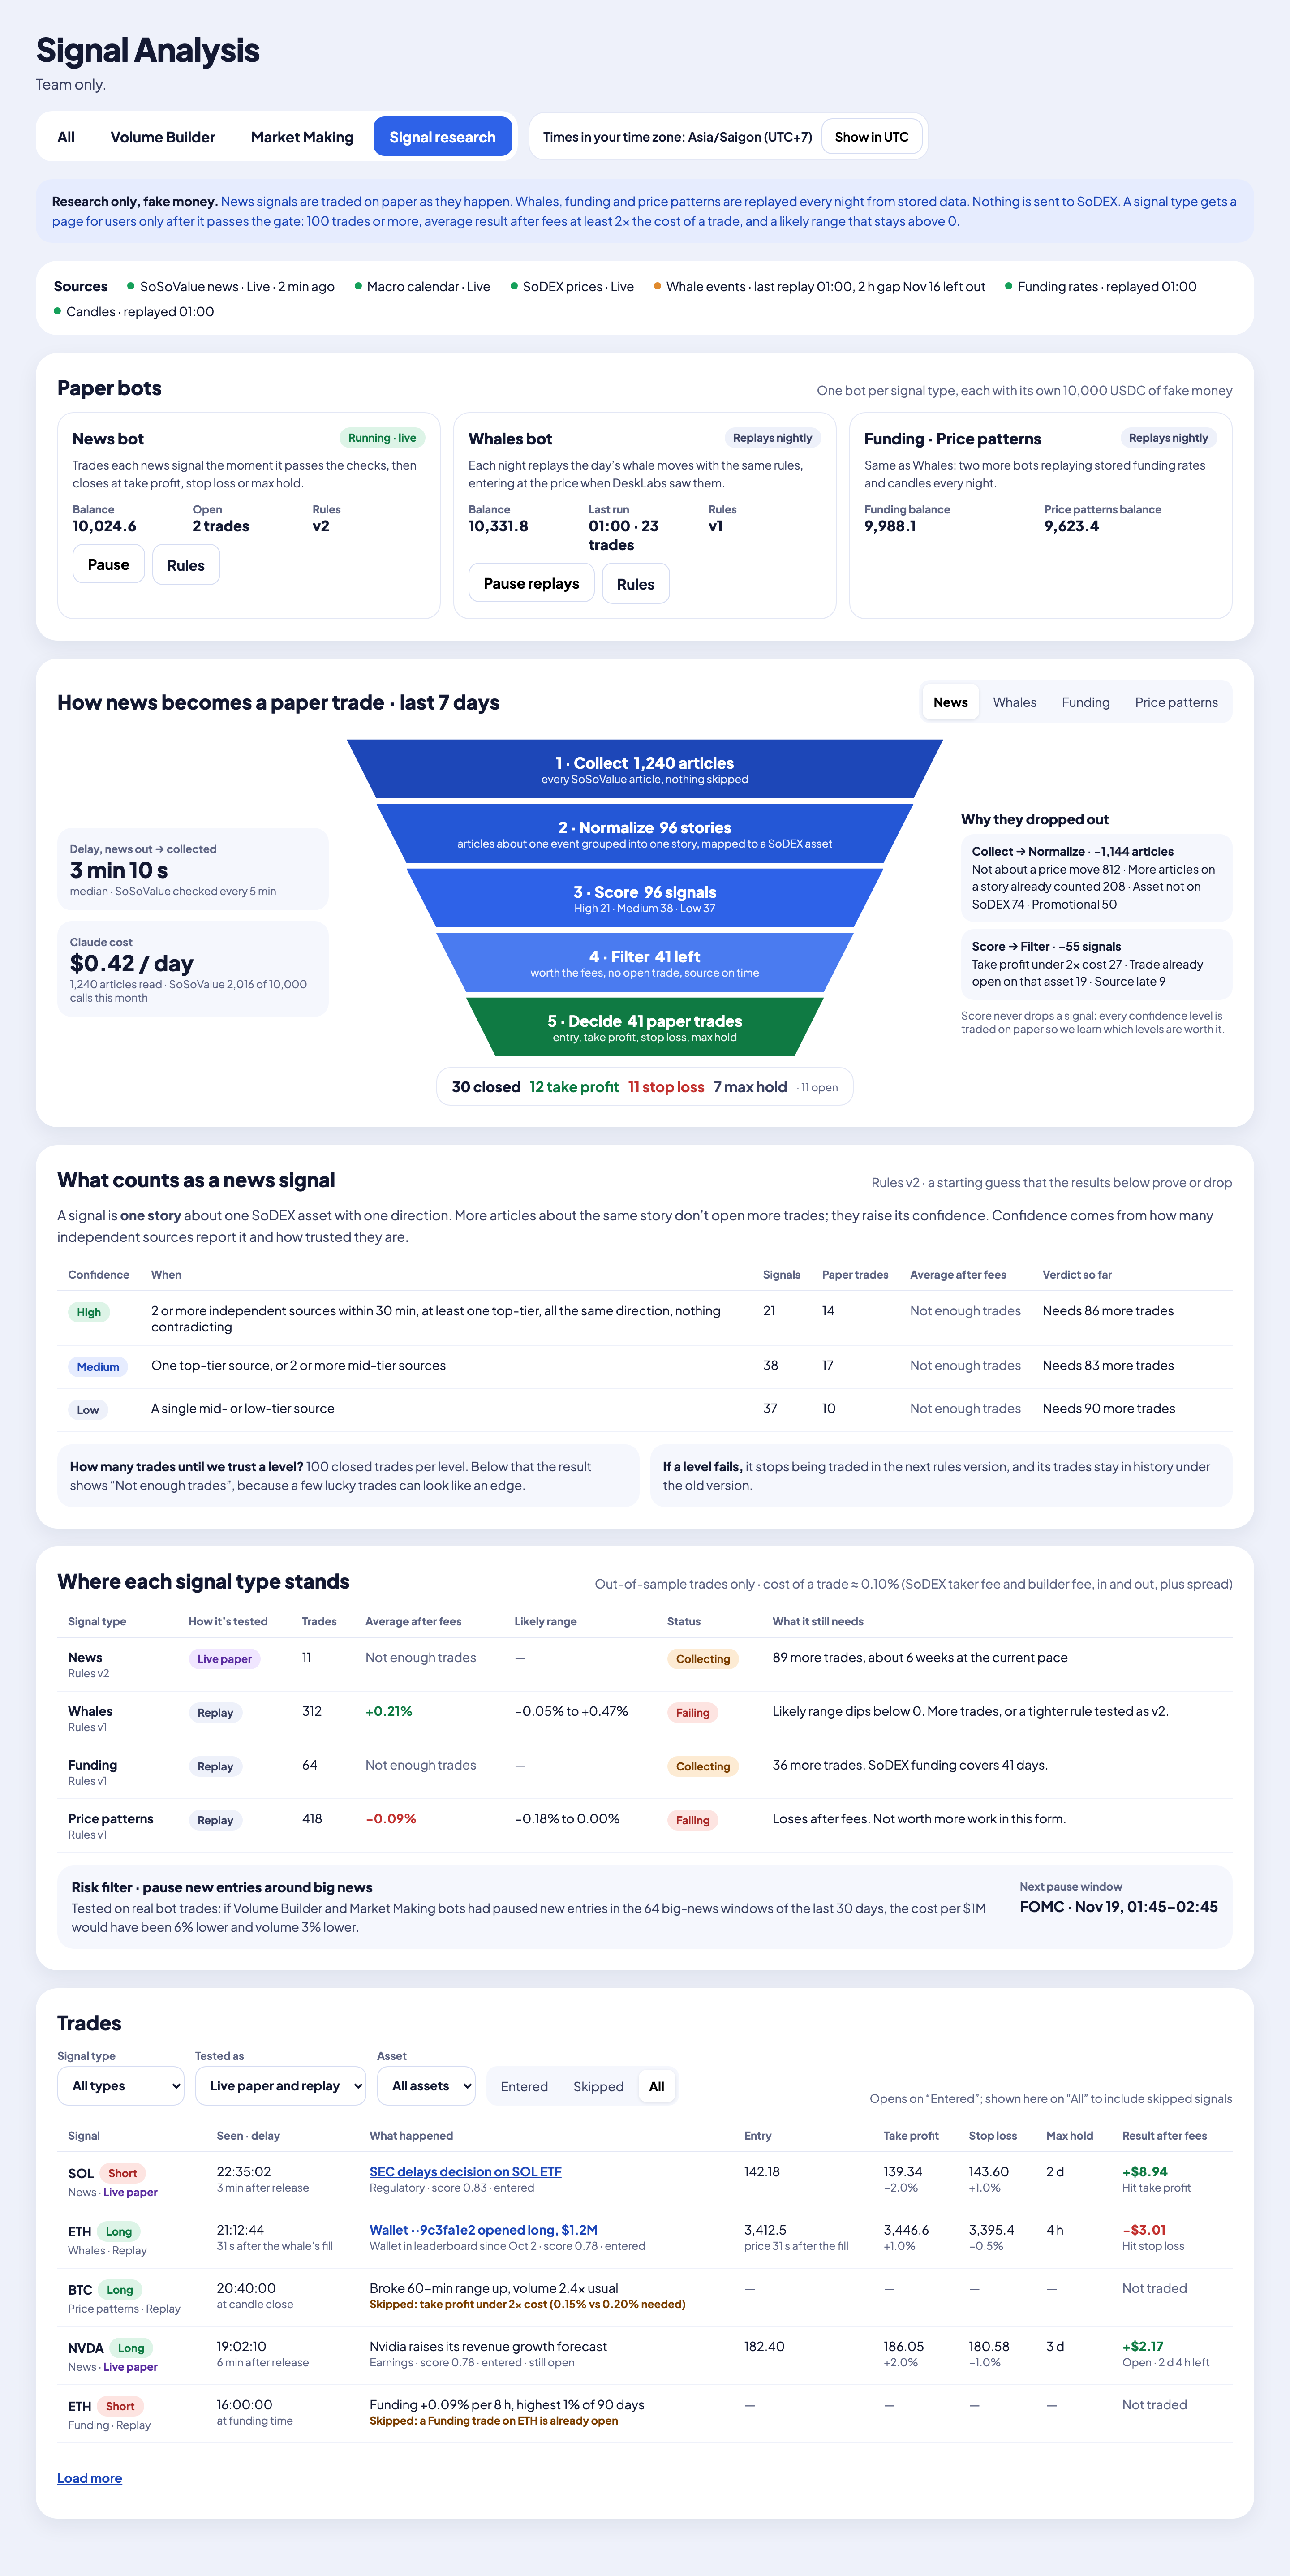 Signal Analysis
Team only.
All
Volume Builder
Market Making
Signal research
Times in your time zone: Asia/Saigon (UTC+7)
Show in UTC
Research only, fake money. News signals are traded on paper as they happen. Whales, funding and price patterns are replayed every night from stored data. Nothing is sent to SoDEX. A signal type gets a
page for users only after it passes the gate: 100 trades or more, average result after fees at least 2× the cost of a trade, and a likely range that stays above 0.
Sources
SoSoValue news · Live · 2 min ago
Macro calendar · Live
SoDEX prices · Live
Whale events · last replay 01:00, 2 h gap Nov 16 left out
Funding rates · replayed 01:00
Candles · replayed 01:00
Paper bots
One bot per signal type, each with its own 10,000 USDC of fake money
News bot
Running · live
Trades each news signal the moment it passes the checks, then
closes at take profit, stop loss or max hold.
Balance
Open
Rules
10,024.6
2 trades
v2
Pause
Rules
Whales bot
Replays nightly
Each night replays the day's whale moves with the same rules,
entering at the price when DeskLabs saw them.
Balance
Last run
Rules
10,331.8
01:00 · 23
trades
v1
Pause replays
Rules
Funding · Price patterns
Replays nightly
Same as Whales: two more bots replaying stored funding rates
and candles every night.
Funding balance
Price patterns balance
9,988.1
9,623.4
How news becomes a paper trade · last 7 days
News
Whales
Funding
Price patterns
Delay, news out → collected
3 min 10 s
median · SoSoValue checked every 5 min
Claude cost
$0.42 / day
1,240 articles read · SoSoValue 2,016 of 10,000
calls this month
1 · Collect 1,240 articles
every SoSoValue article, nothing skipped
2 · Normalize 96 stories
articles about one event grouped into one story, mapped to a SoDEX asset
3 · Score 96 signals
High 21 · Medium 38 · Low 37
4 · Filter 41 left
worth the fees, no open trade, source on time
5 · Decide 41 paper trades
entry, take profit, stop loss, max hold
30 closed 12 take profit 11 stop loss 7 max hold · 11 open
Why they dropped out
Collect → Normalize · −1,144 articles
Not about a price move 812 · More articles on
a story already counted 208 · Asset not on
SoDEX 74 · Promotional 50
Score → Filter · −55 signals
Take profit under 2× cost 27 · Trade already
open on that asset 19 · Source late 9
Score never drops a signal: every confidence level is
traded on paper so we learn which levels are worth it.
What counts as a news signal
Rules v2 · a starting guess that the results below prove or drop
A signal is one story about one SoDEX asset with one direction. More articles about the same story don't open more trades; they raise its confidence. Confidence comes from how many
independent sources report it and how trusted they are.
Confidence
When
Signals
Paper trades
Average after fees
Verdict so far
High
2 or more independent sources within 30 min, at least one top-tier, all the same direction, nothing
contradicting
21
14
Not enough trades
Needs 86 more trades
Medium
One top-tier source, or 2 or more mid-tier sources
38
17
Not enough trades
Needs 83 more trades
Low
A single mid- or low-tier source
37
10
Not enough trades
Needs 90 more trades
How many trades until we trust a level? 100 closed trades per level. Below that the result
shows “Not enough trades”, because a few lucky trades can look like an edge.
If a level fails, it stops being traded in the next rules version, and its trades stay in history under
the old version.
Where each signal type stands
Out-of-sample trades only · cost of a trade ≈ 0.10% (SoDEX taker fee and builder fee, in and out, plus spread)
Signal type
How it's tested
Trades
Average after fees
Likely range
Status
What it still needs
News
Rules v2
Live paper
11
Not enough trades
—
Collecting
89 more trades, about 6 weeks at the current pace
Whales
Rules v1
Replay
312
+0.21%
−0.05% to +0.47%
Failing
Likely range dips below 0. More trades, or a tighter rule tested as v2.
Funding
Rules v1
Replay
64
Not enough trades
—
Collecting
36 more trades. SoDEX funding covers 41 days.
Price patterns
Rules v1
Replay
418
−0.09%
−0.18% to 0.00%
Failing
Loses after fees. Not worth more work in this form.
Risk filter · pause new entries around big news
Tested on real bot trades: if Volume Builder and Market Making bots had paused new entries in the 64 big-news windows of the last 30 days, the cost per $1M
would have been 6% lower and volume 3% lower.
Next pause window
FOMC · Nov 19, 01:45–02:45
Trades
Signal type
Tested as
Asset
All types
Live paper and replay
All assets
Entered
Skipped
All
Opens on “Entered”; shown here on “All” to include skipped signals
Signal
Seen · delay
What happened
Entry
Take profit
Stop loss
Max hold
Result after fees
SOL Short
News · Live paper
22:35:02
3 min after release
SEC delays decision on SOL ETF
Regulatory · score 0.83 · entered
142.18
139.34
−2.0%
143.60
+1.0%
2 d
+$8.94
Hit take profit
ETH Long
Whales · Replay
21:12:44
31 s after the whale's fill
Wallet ··9c3fa1e2 opened long, $1.2M
Wallet in leaderboard since Oct 2 · score 0.78 · entered
3,412.5
price 31 s after the fill
3,446.6
+1.0%
3,395.4
−0.5%
4 h
−$3.01
Hit stop loss
BTC Long
Price patterns · Replay
20:40:00
at candle close
Broke 60–min range up, volume 2.4× usual
Skipped: take profit under 2× cost (0.15% vs 0.20% needed)
—
—
—
—
Not traded
NVDA Long
News · Live paper
19:02:10
6 min after release
Nvidia raises its revenue growth forecast
Earnings · score 0.78 · entered · still open
182.40
186.05
+2.0%
180.58
−1.0%
3 d
+$2.17
Open · 2 d 4 h left
ETH Short
Funding · Replay
16:00:00
at funding time
Funding +0.09% per 8 h, highest 1% of 90 days
Skipped: a Funding trade on ETH is already open
—
—
—
—
Not traded
Load more